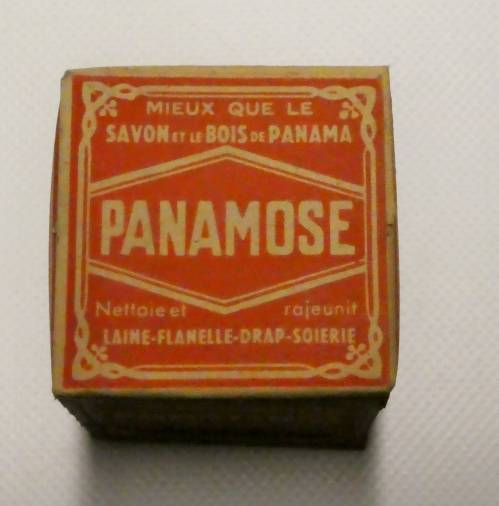 MIEUX QUE LE
SAVON ET LE BOIS DE PANAMA
PANAMOSE
Nettoie et rajeunit
LAINE-FLANELLE-DRAP-SOIERIE